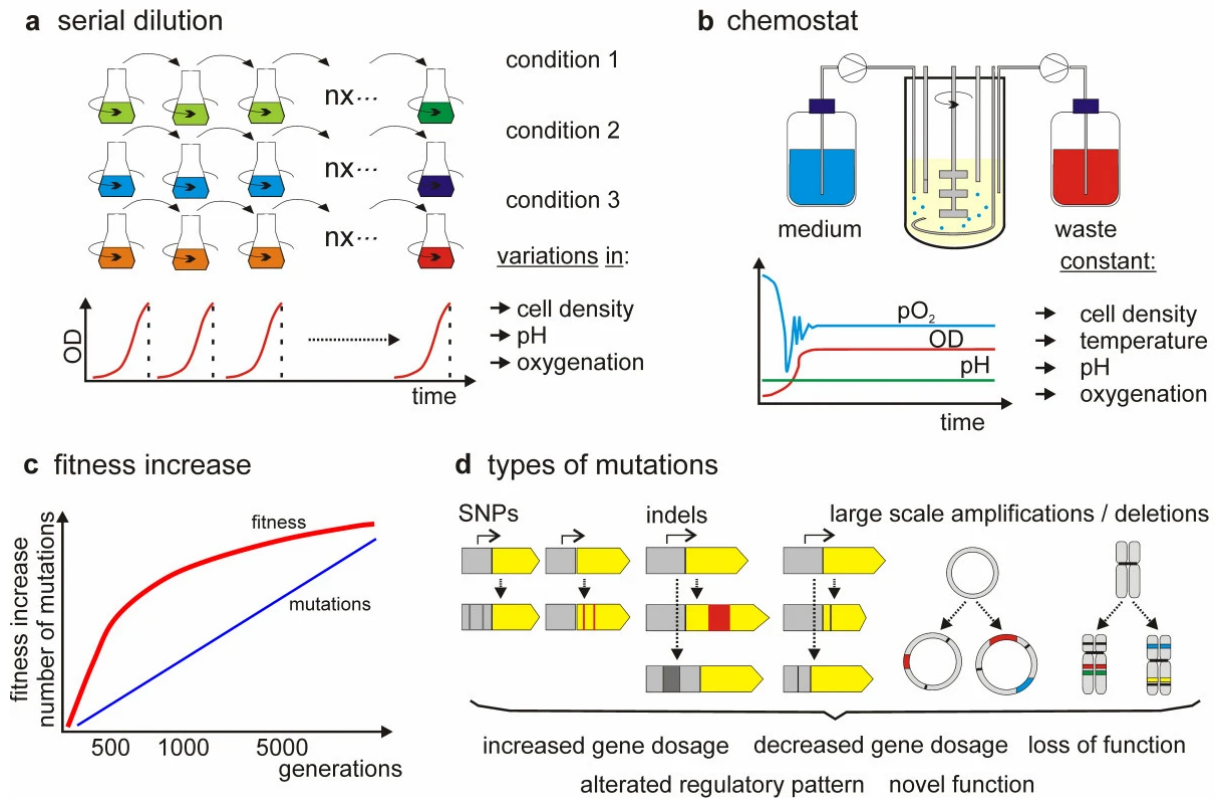 a serial dilution
condition 1
nx...
condition 2
nx...
condition 3
nx...
variations in:
cell density
pH
oxygenation
OD
time
b chemostat
medium
waste
constant:
cell density
temperature
pH
oxygenation
pO2
OD
pH
time
c fitness increase
fitness increase
number of mutations
fitness
mutations
500 1000 5000
generations
d types of mutations
SNPs
indels
large scale amplifications / deletions
increased gene dosage decreased gene dosage loss of function
alterated regulatory pattern novel function